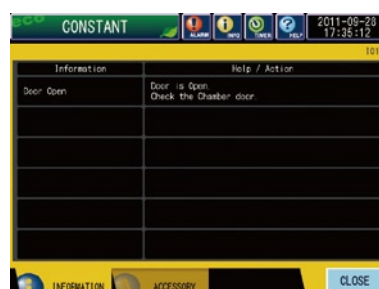 eco CONSTANT ALARM INFO TIMER HELP 2011-09-28
17:35:12
101
Information Help / Action
Door Open Door is Open.
Check the Chamber door.
INFORMATION ACCESSORY CLOSE